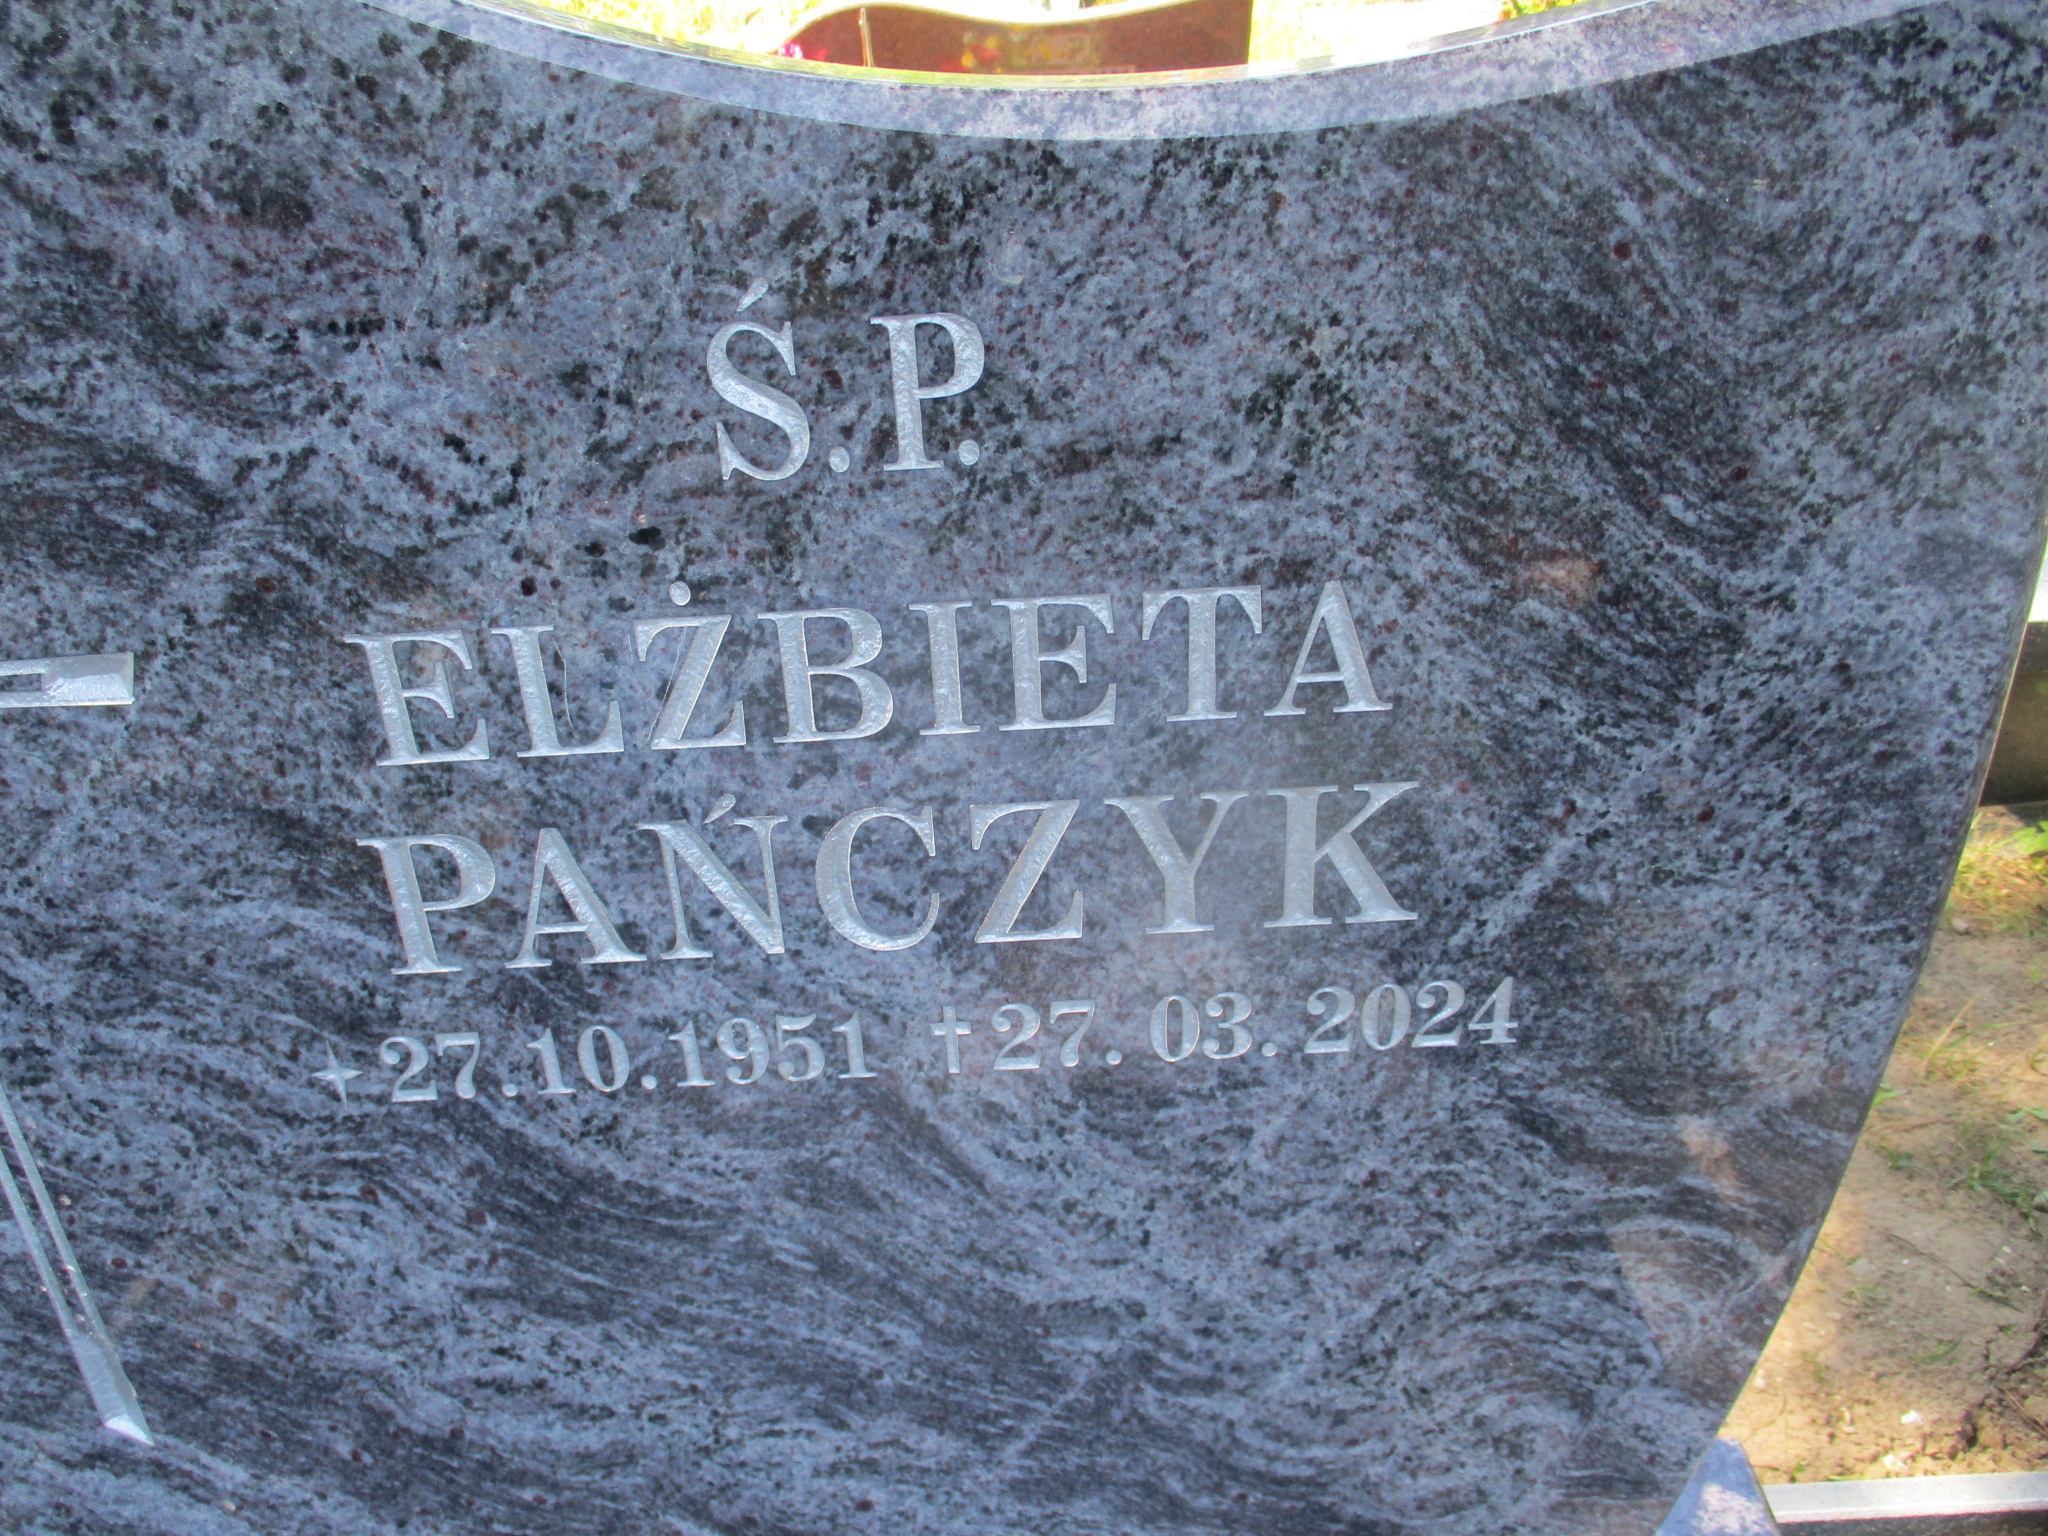 Ś.P.
ELŻBIETA
PAŃCZYK
27.10.1951 †27.03.2024